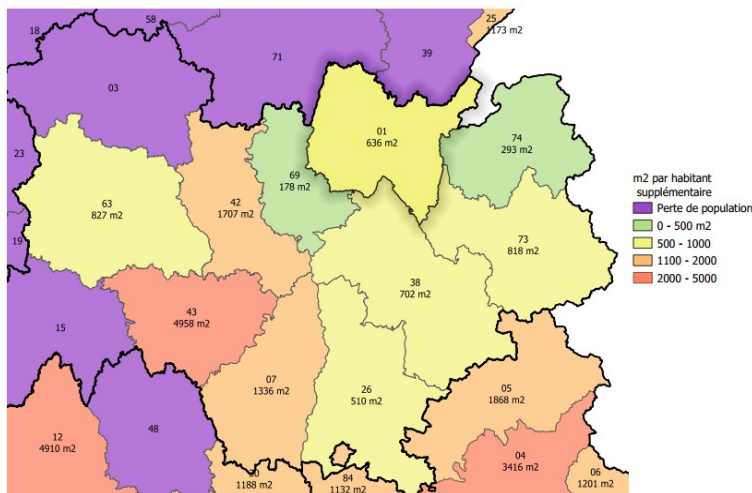 18
58
71
39
25
1173 m2
03
23
01
636 m2
74
293 m2
69
178 m2
42
1707 m2
63
827 m2
19
73
818 m2
38
702 m2
43
4958 m2
15
07
1336 m2
26
510 m2
05
1868 m2
12
4910 m2
48
04
3416 m2
06
1201 m2
30
1188 m2
84
1132 m2
m2 par habitant
supplémentaire
Perte de population
0 - 500 m2
500 - 1000
1100 - 2000
2000 - 5000